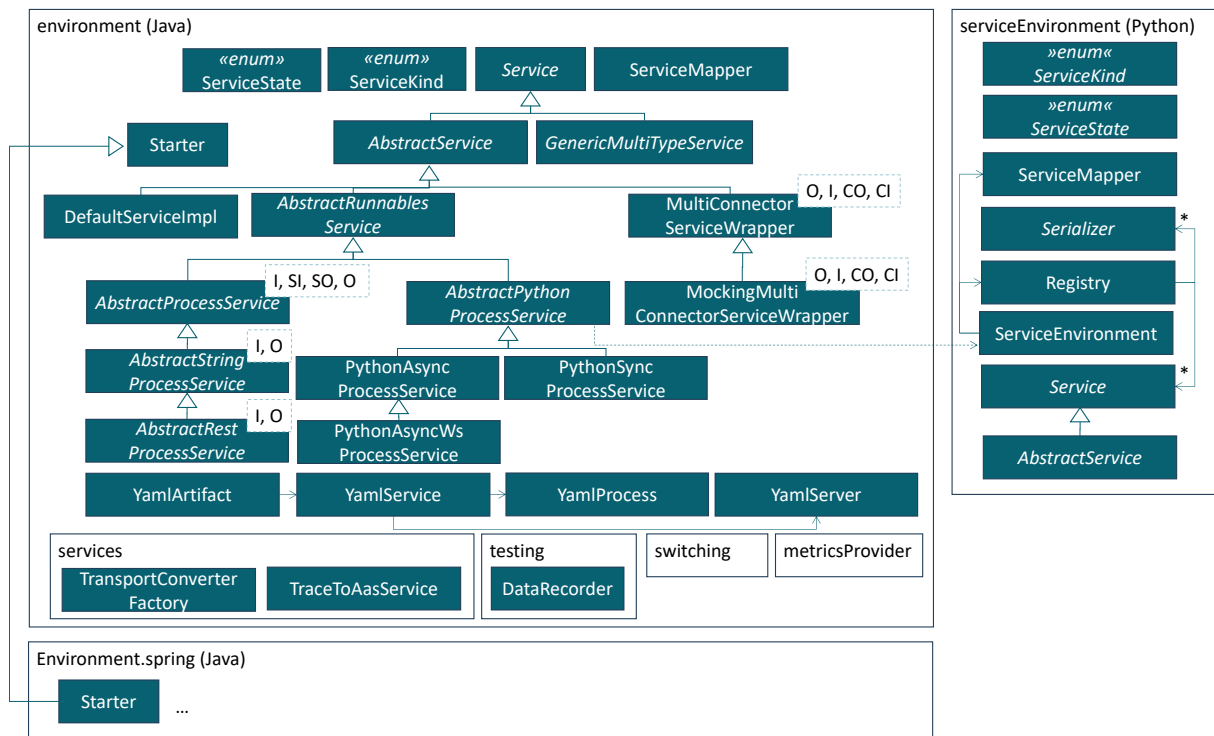 environment (Java)
«enum»
ServiceState
«enum»
ServiceKind
Service
ServiceMapper
Starter
AbstractService
GenericMultiTypeService
DefaultServiceImpl
AbstractRunnables
Service
O, I, CO, CI
MultiConnector
ServiceWrapper
I, SI, SO, O
AbstractProcessService
AbstractPython
ProcessService
O, I, CO, CI
MockingMulti
ConnectorServiceWrapper
I, O
AbstractString
ProcessService
PythonAsync
ProcessService
PythonSync
ProcessService
I, O
AbstractRest
ProcessService
PythonAsyncWs
ProcessService
YamlArtifact
YamlService
YamlProcess
YamlServer
services
TransportConverter
Factory
TraceToAasService
testing
DataRecorder
switching
metricsProvider
Environment.spring (Java)
Starter
...
serviceEnvironment (Python)
»enum«
ServiceKind
»enum«
ServiceState
ServiceMapper
*
Serializer
Registry
ServiceEnvironment
*
Service
AbstractService